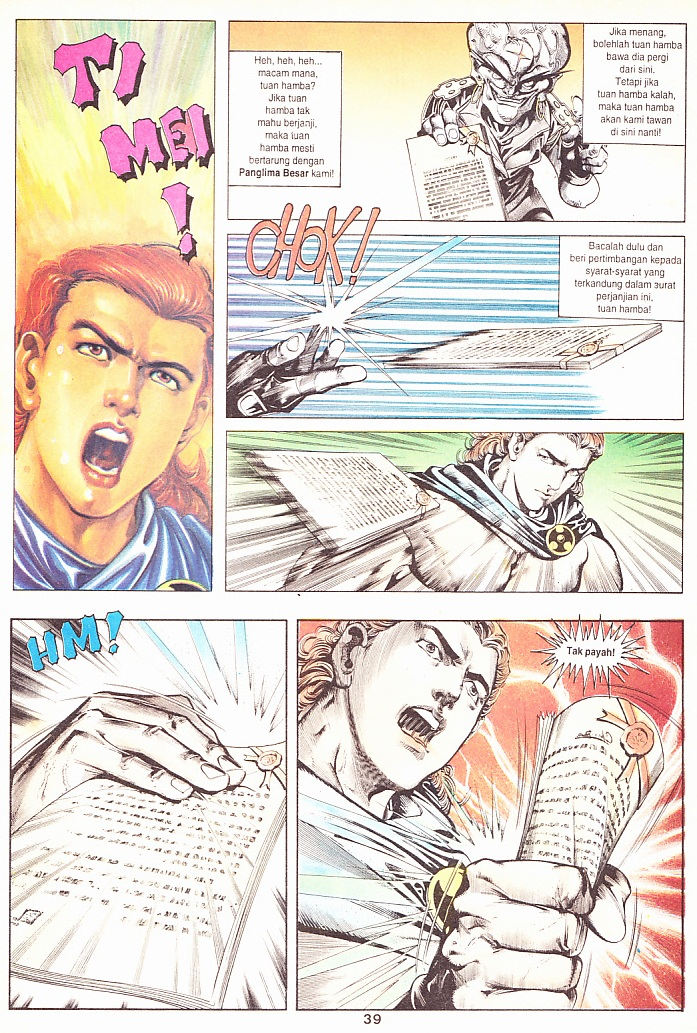 TI
MEI
!
Heh, heh, heh...
macam mana,
tuan hamba?
Jika tuan
hamba tak
mahu berjanji,
maka tuan
hamba mesti
bertarung dengan
Panglima Besar kami!
Jika menang,
bolehlah tuan hamba
bawa dia pergi
dari sini.
Tetapi jika
tuan hamba kalah,
maka tuan hamba
akan kami tawan
di sini nanti!
CHOK!
Bacalah dulu dan
beri pertimbangan kepada
syarat-syarat yang
terkandung dalam surat
perjanjian ini,
tuan hamba!
HM!
Tak payah!
39